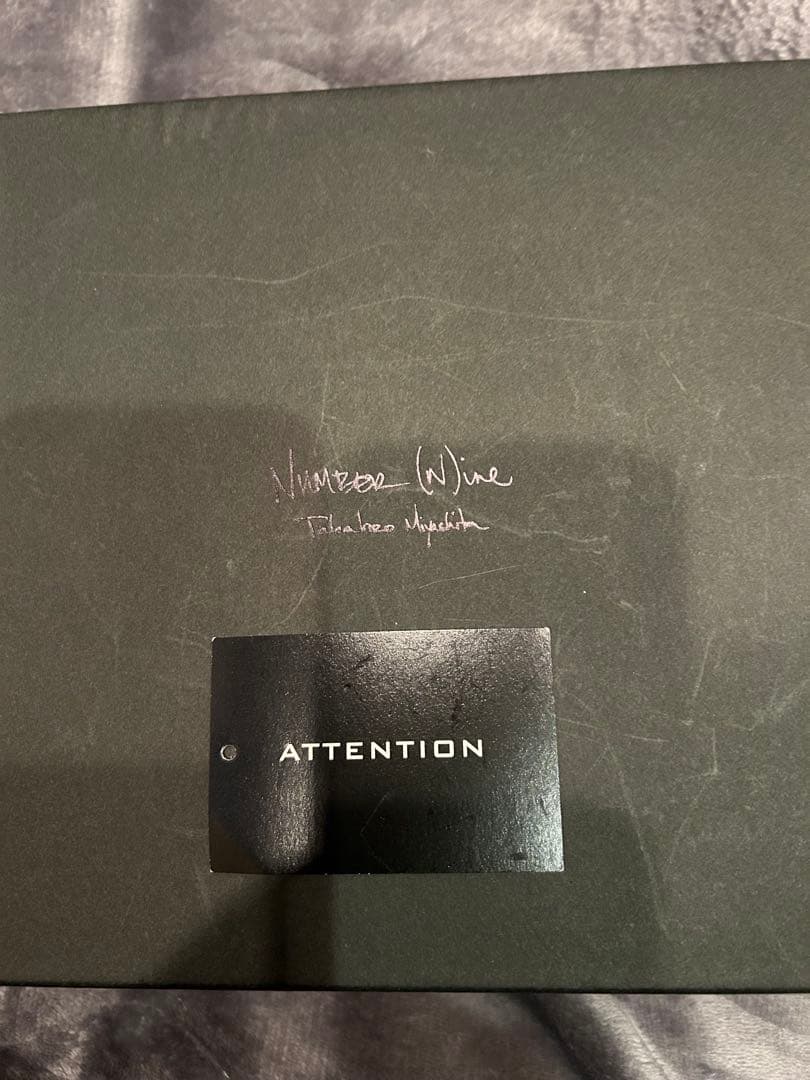 NUMBER (N)ine
Takahiro Miyashita
ATTENTION